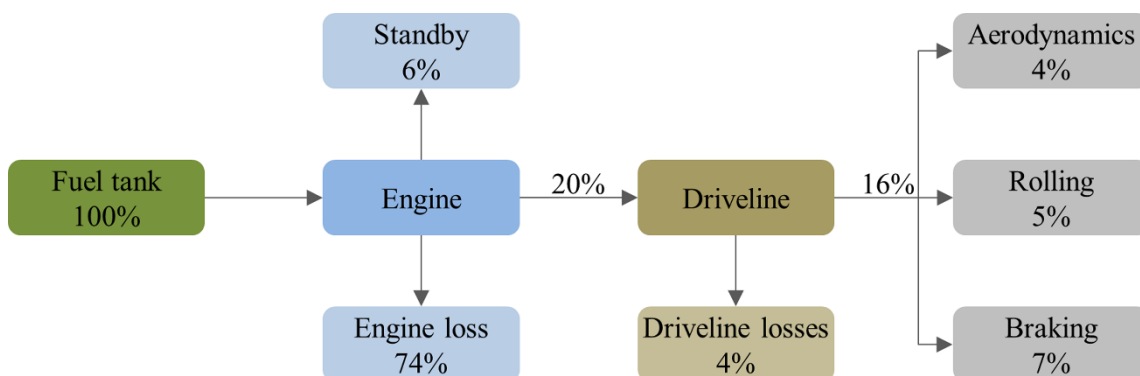 Standby
6%
Aerodynamics
4%
Fuel tank
100%
Engine
20%
Driveline
16%
Rolling
5%
Engine loss
74%
Driveline losses
4%
Braking
7%